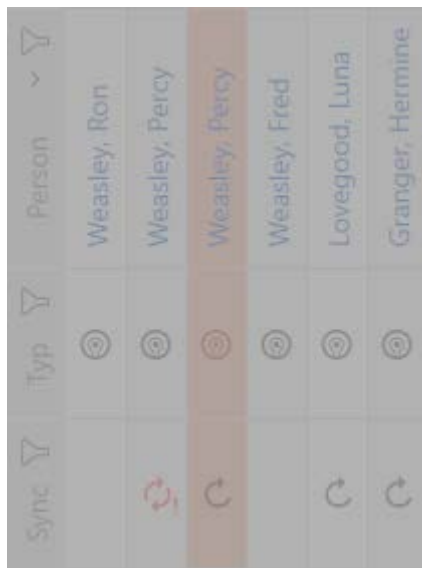 Sync Typ Person
Weasley, Ron
Weasley, Percy
Weasley, Percy
Weasley, Fred
Lovegood, Luna
Granger, Hermine